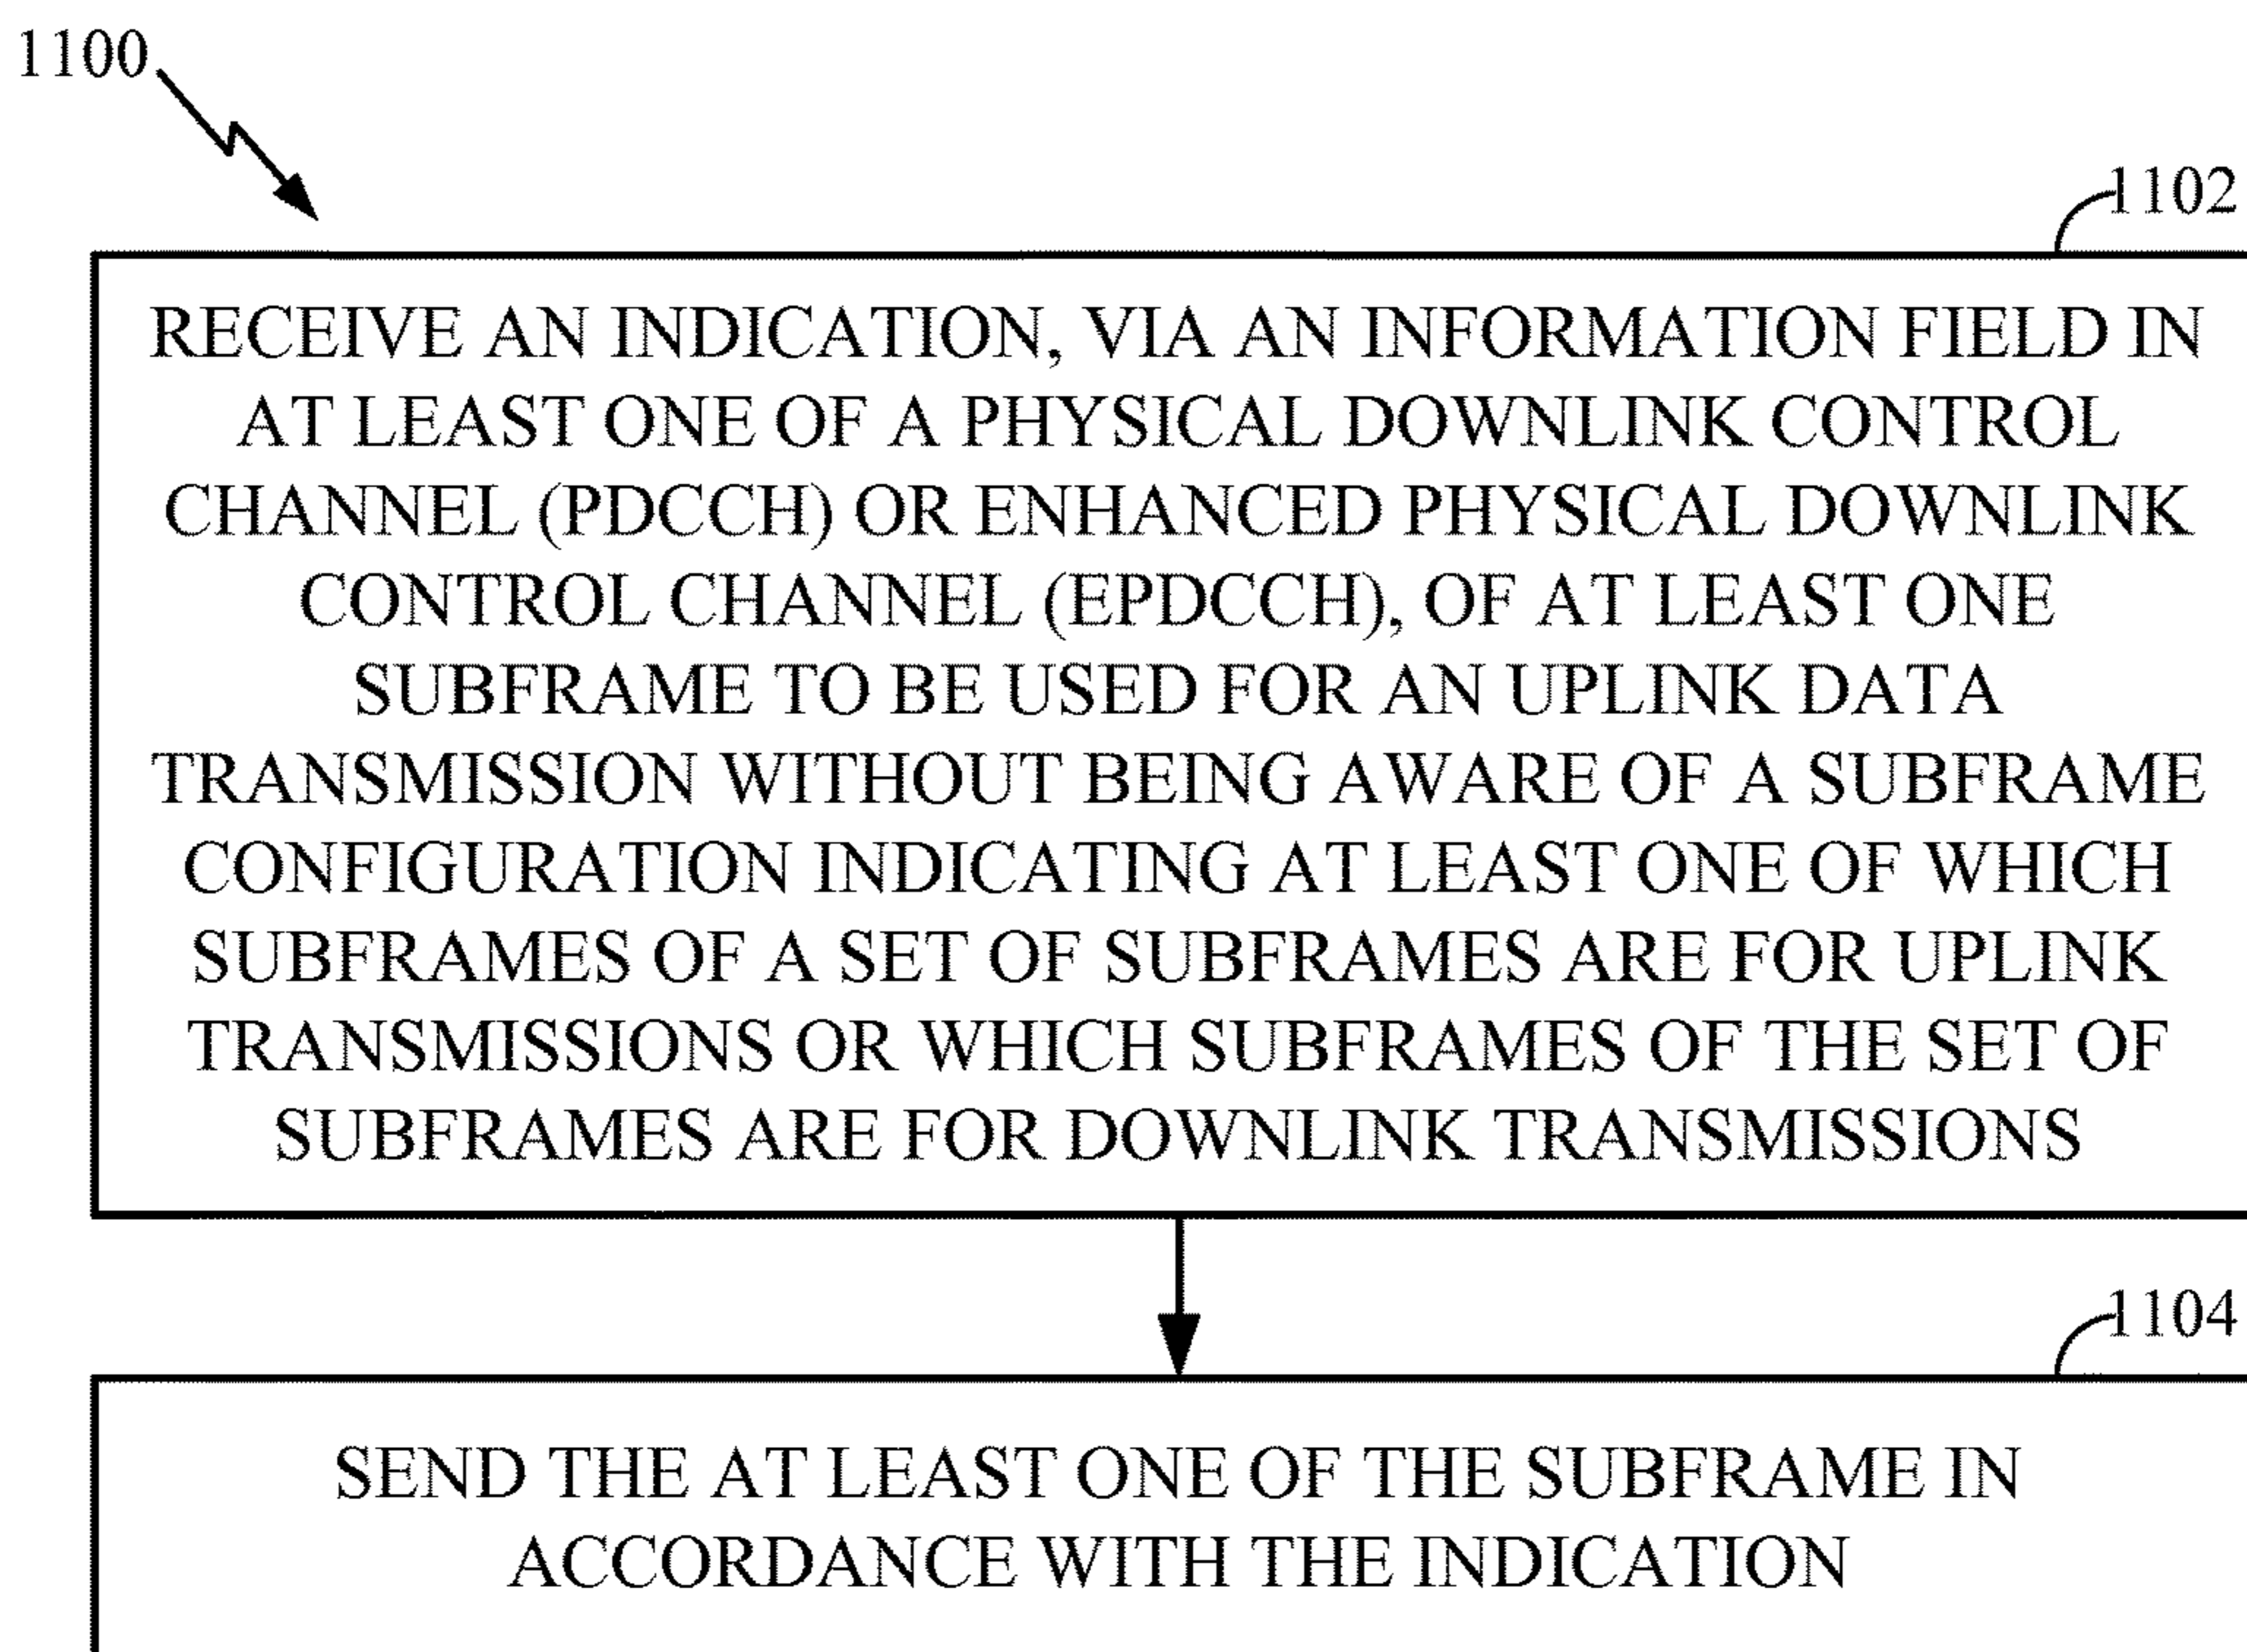 1100
1102
RECEIVE AN INDICATION, VIA AN INFORMATION FIELD IN
AT LEAST ONE OF A PHYSICAL DOWNLINK CONTROL
CHANNEL (PDCCH) OR ENHANCED PHYSICAL DOWNLINK
CONTROL CHANNEL (EPDCCH), OF AT LEAST ONE
SUBFRAME TO BE USED FOR AN UPLINK DATA
TRANSMISSION WITHOUT BEING AWARE OF A SUBFRAME
CONFIGURATION INDICATING AT LEAST ONE OF WHICH
SUBFRAMES OF A SET OF SUBFRAMES ARE FOR UPLINK
TRANSMISSIONS OR WHICH SUBFRAMES OF THE SET OF
SUBFRAMES ARE FOR DOWNLINK TRANSMISSIONS
1104
SEND THE AT LEAST ONE OF THE SUBFRAME IN
ACCORDANCE WITH THE INDICATION